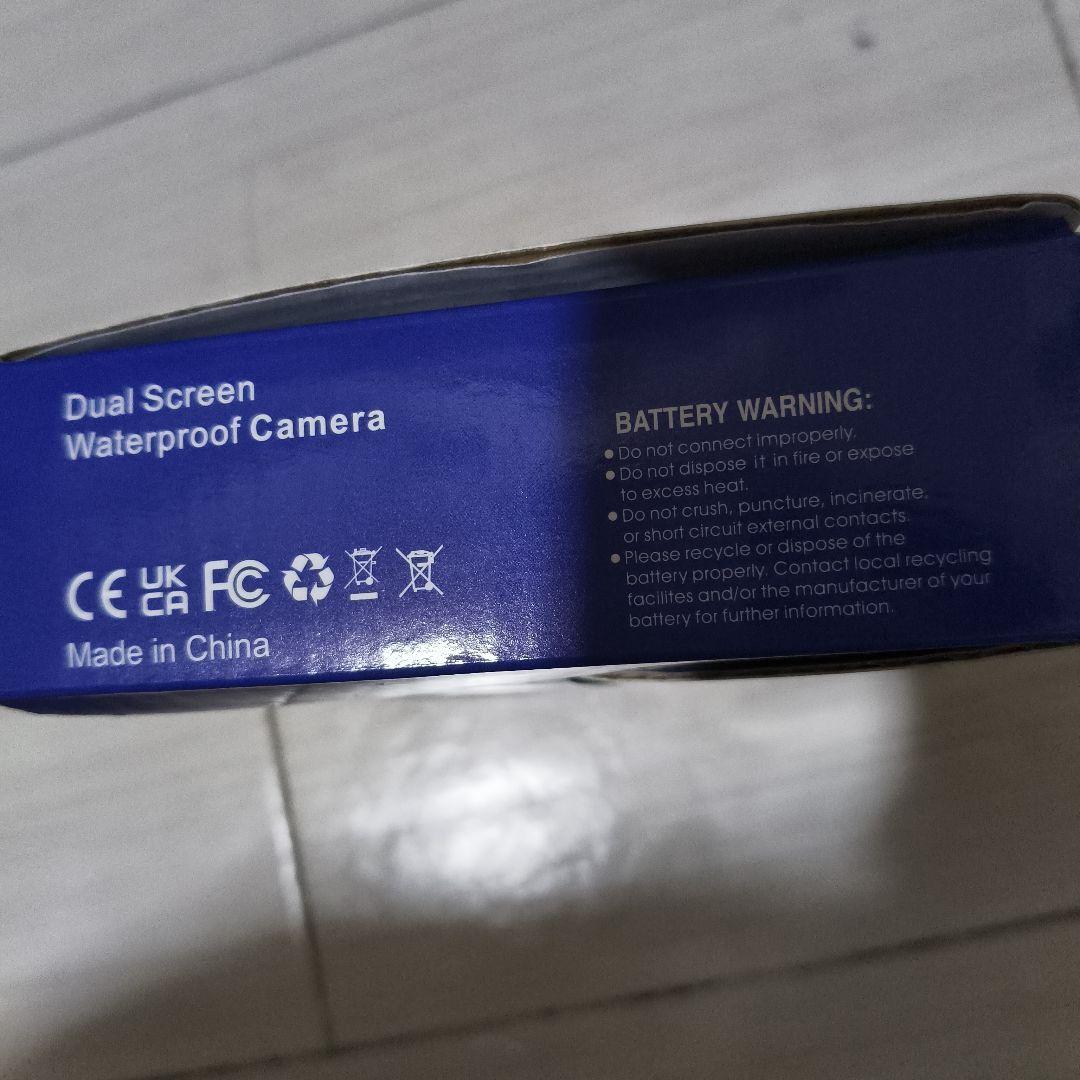 Dual Screen
Waterproof Camera
CE UK CA FC
Made in China
BATTERY WARNING:
● Do not connect improperly.
● Do not dispose it in fire or expose
to excess heat.
● Do not crush, puncture, incinerate,
or short circuit external contacts.
● Please recycle or dispose of the
battery properly. Contact local recycling
facilites and/or the manufacturer of your
battery for further information.